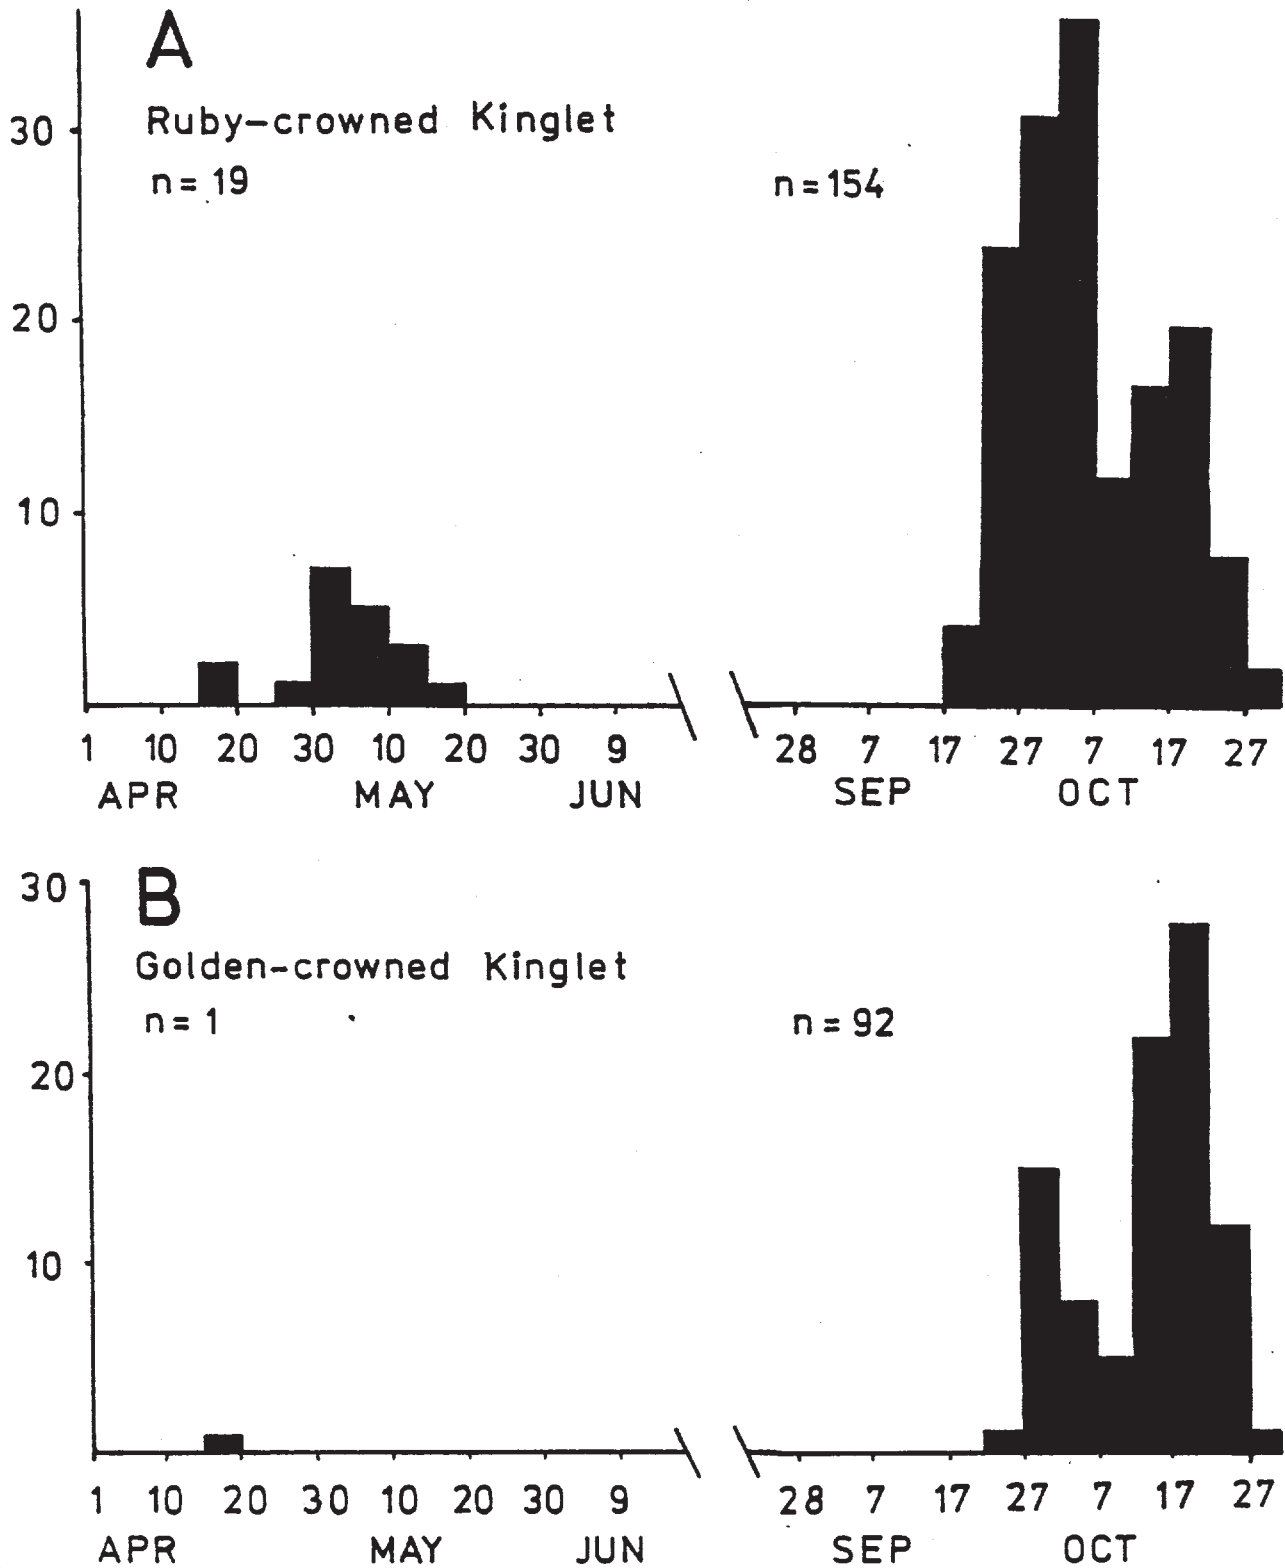 A
Ruby-crowned Kinglet
n= 19
n=154
30
20
10
1 10 20 30 10 20 30 9 28 7 17 27 7 17 27
APR MAY JUN SEP OCT
B
Golden-crowned Kinglet
n= 1
n=92
30
20
10
1 10 20 30 10 20 30 9 28 7 17 27 7 17 27
APR MAY JUN SEP OCT